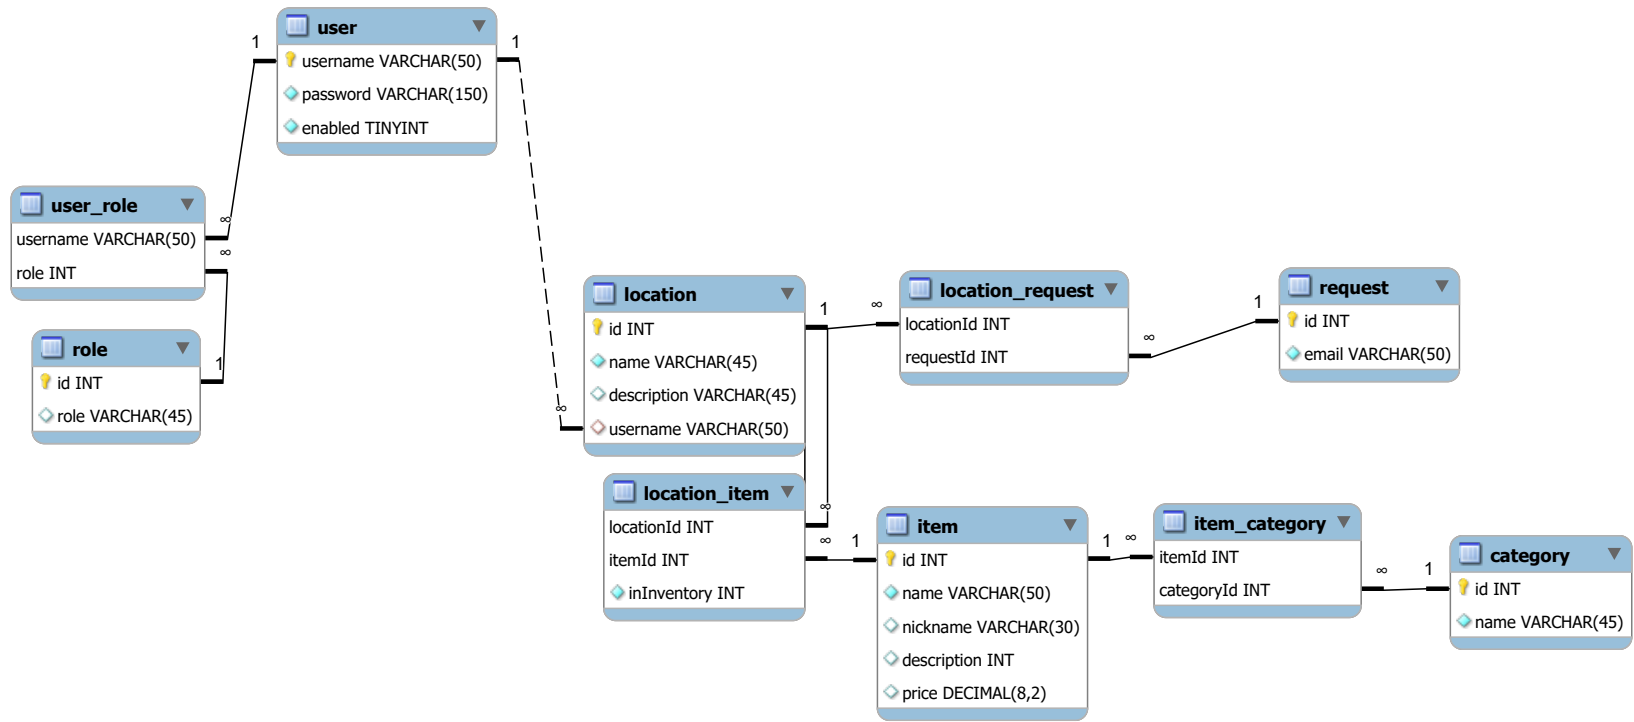 user
username VARCHAR(50)
password VARCHAR(150)
enabled TINYINT
1
1
user_role
username VARCHAR(50)
role INT
∞
∞
role
id INT
role VARCHAR(45)
1
location
id INT
name VARCHAR(45)
description VARCHAR(45)
username VARCHAR(50)
∞
1
∞
location_request
locationId INT
requestId INT
∞
1
request
id INT
email VARCHAR(50)
location_item
locationId INT
itemId INT
inInventory INT
∞
∞
1
item
id INT
name VARCHAR(50)
nickname VARCHAR(30)
description INT
price DECIMAL(8,2)
1
∞
item_category
itemId INT
categoryId INT
∞
1
category
id INT
name VARCHAR(45)